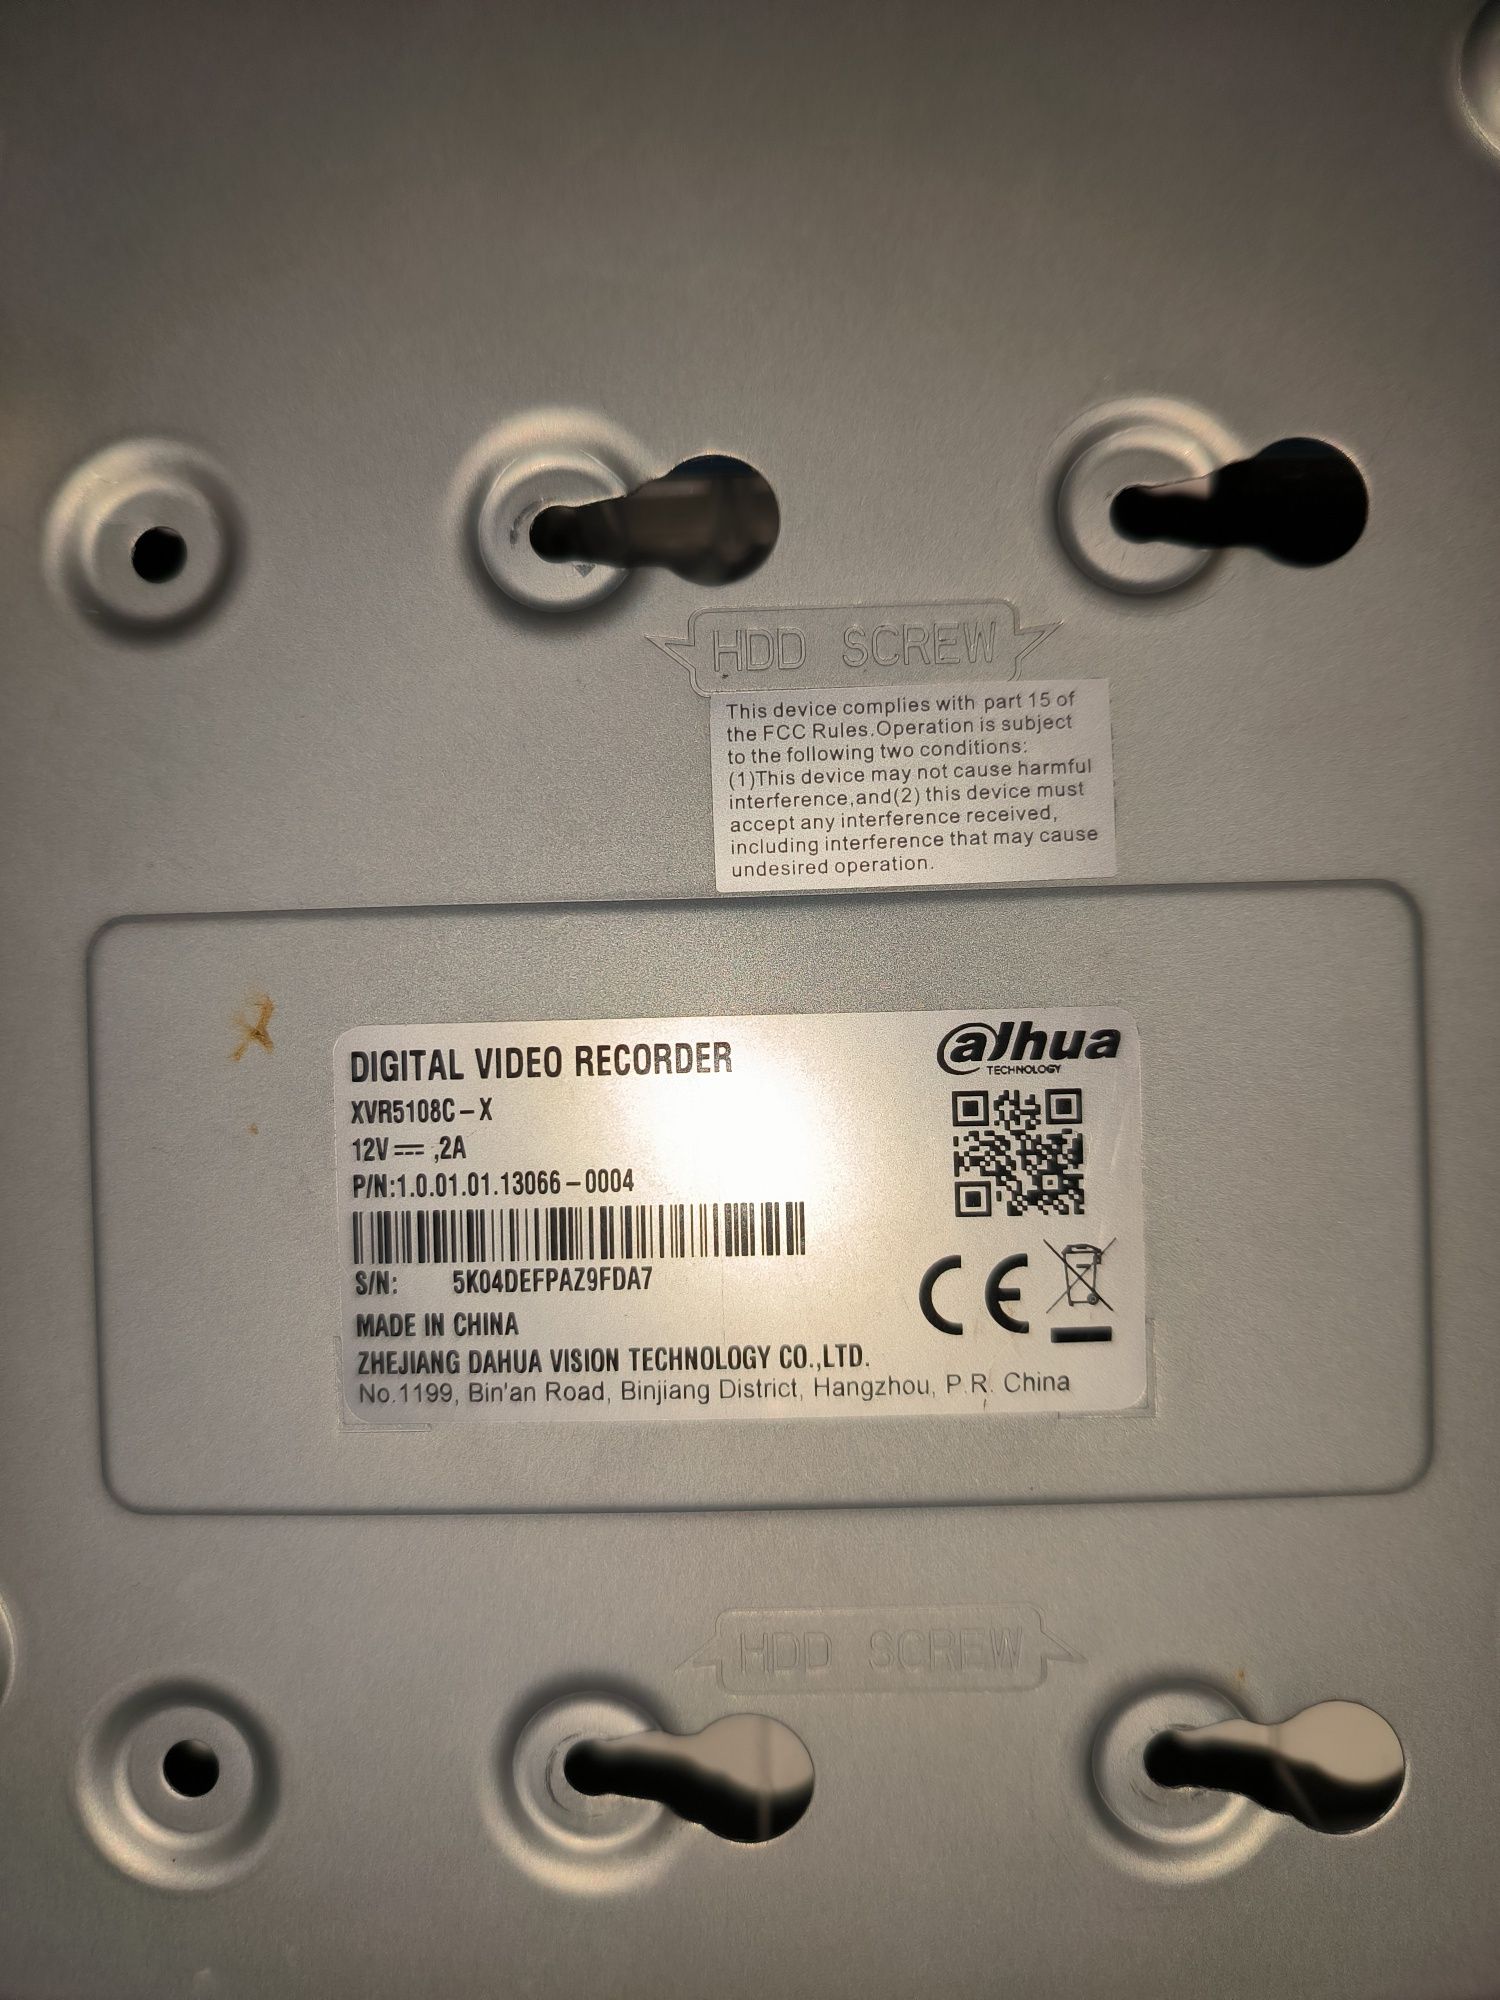 HDD SCREW
This device complies with part 15 of
the FCC Rules.Operation is subject
to the following two conditions:
(1)This device may not cause harmful
interference,and(2) this device must
accept any interference received,
including interference that may cause
undesired operation.
DIGITAL VIDEO RECORDER
alhua
TECHNOLOGY
XVR5108C-X
12V⎓,2A
P/N:1.0.01.01.13066-0004
S/N: 5K04DEFPAZ9FDA7
CE
MADE IN CHINA
ZHEJIANG DAHUA VISION TECHNOLOGY CO.,LTD.
No.1199, Bin'an Road, Binjiang District, Hangzhou, P.R. China
HDD SCREW